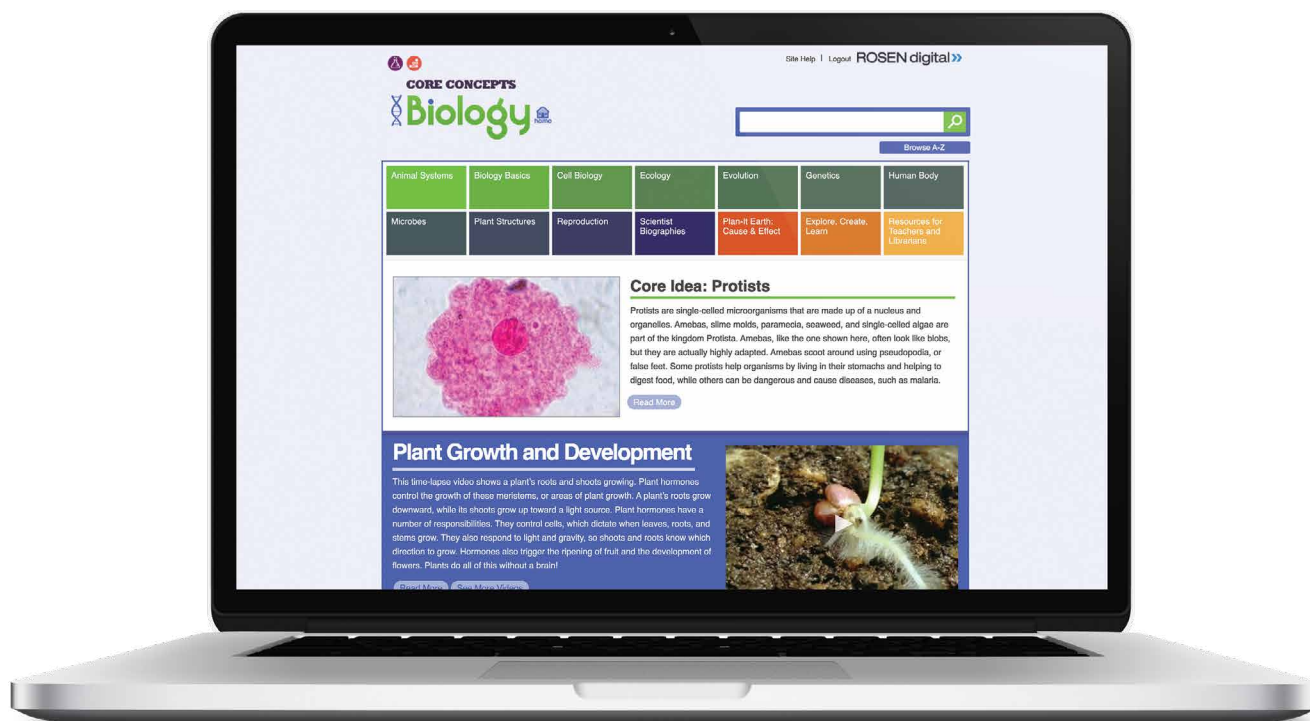 Site Help | Logout ROSEN digital»
CORE CONCEPTS
Biology
home
Browse A-Z
Animal Systems
Biology Basics
Cell Biology
Ecology
Evolution
Genetics
Human Body
Microbes
Plant Structures
Reproduction
Scientist
Biographies
Plan-It Earth:
Cause & Effect
Explore, Create,
Learn
Resources for
Teachers and
Librarians
Core Idea: Protists
Protists are single-celled microorganisms that are made up of a nucleus and
organelles. Amebas, slime molds, paramecia, seaweed, and single-celled algae are
part of the kingdom Protista. Amebas, like the one shown here, often look like blobs,
but they are actually highly adapted. Amebas scoot around using pseudopodia, or
false feet. Some protists help organisms by living in their stomachs and helping to
digest food, while others can be dangerous and cause diseases, such as malaria.
Read More
Plant Growth and Development
This time-lapse video shows a plant's roots and shoots growing. Plant hormones
control the growth of these meristems, or areas of plant growth. A plant's roots grow
downward, while its shoots grow up toward a light source. Plant hormones have a
number of responsibilities. They control cells, which dictate when leaves, roots, and
stems grow. They also respond to light and gravity, so shoots and roots know which
direction to grow. Hormones also trigger the ripening of fruit and the development of
flowers. Plants do all of this without a brain!
Read More See More Videos